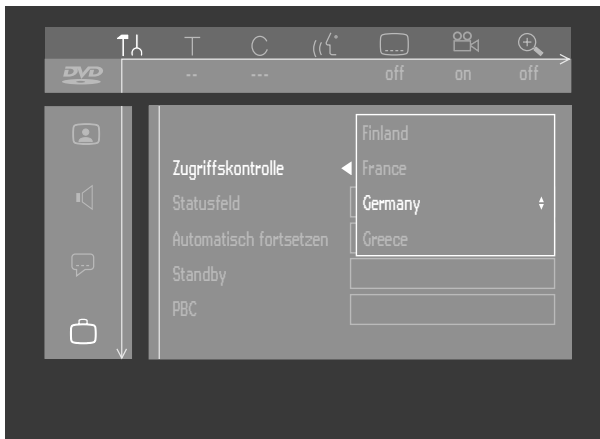 T C
DVD -- --- off on off
Finland
Zugriffskontrolle France
Statusfeld Germany
Automatisch fortsetzen Greece
Standby
PBC